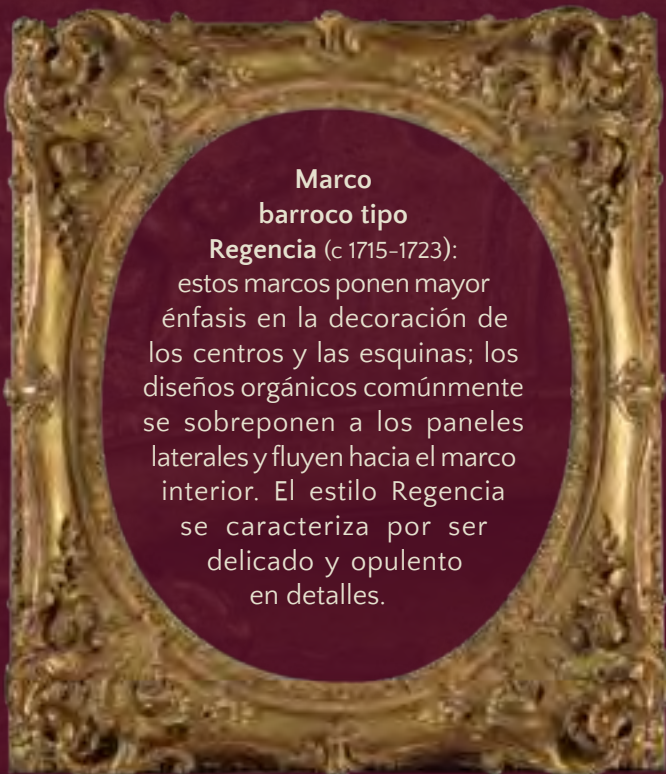 Marco
barroco tipo
Regencia (c 1715-1723):
estos marcos ponen mayor
énfasis en la decoración de
los centros y las esquinas; los
diseños orgánicos comúnmente
se sobreponen a los paneles
laterales y fluyen hacia el marco
interior. El estilo Regencia
se caracteriza por ser
delicado y opulento
en detalles.